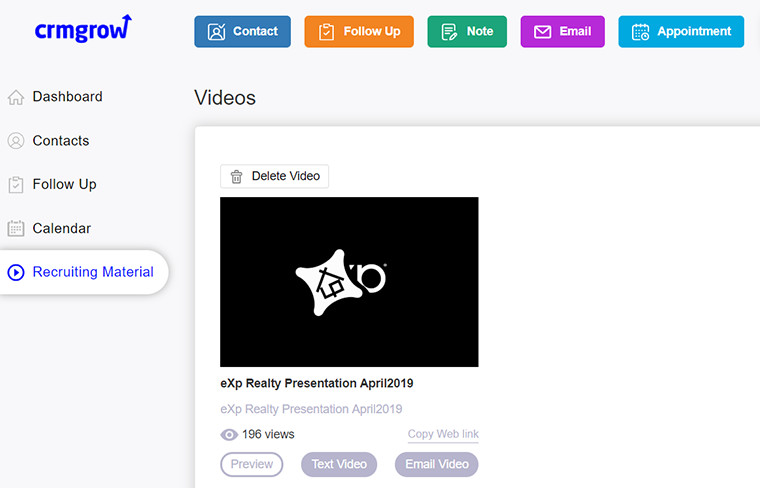 crmgrow
Contact
Follow Up
Note
Email
Appointment
Dashboard
Contacts
Follow Up
Calendar
Recruiting Material
Videos
Delete Video
eXp
eXp Realty Presentation April2019
eXp Realty Presentation April2019
196 views
Copy Web link
Preview
Text Video
Email Video